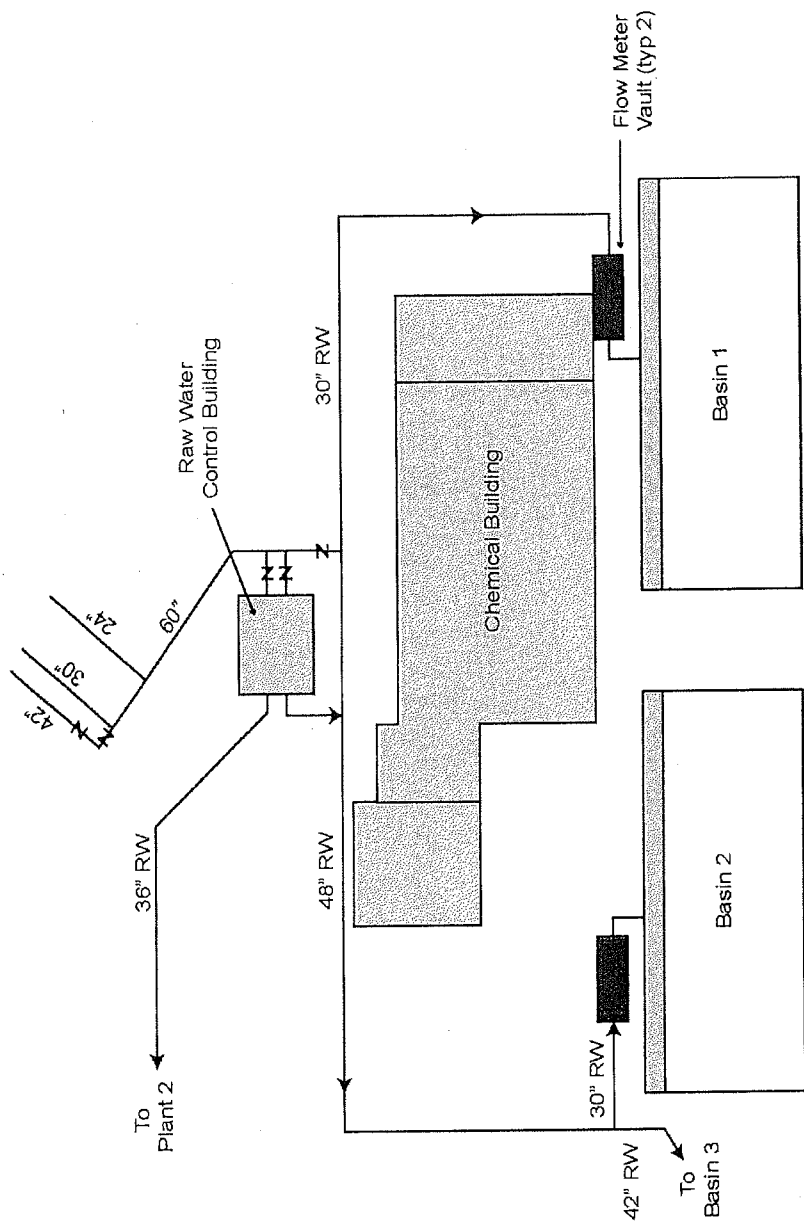 42"
30"
24"
60"
Raw Water
Control Building
36" RW
To
Plant 2
48" RW
30" RW
Chemical Building
Flow Meter
Vault (typ 2)
30" RW
42" RW
To
Basin 3
Basin 2
Basin 1